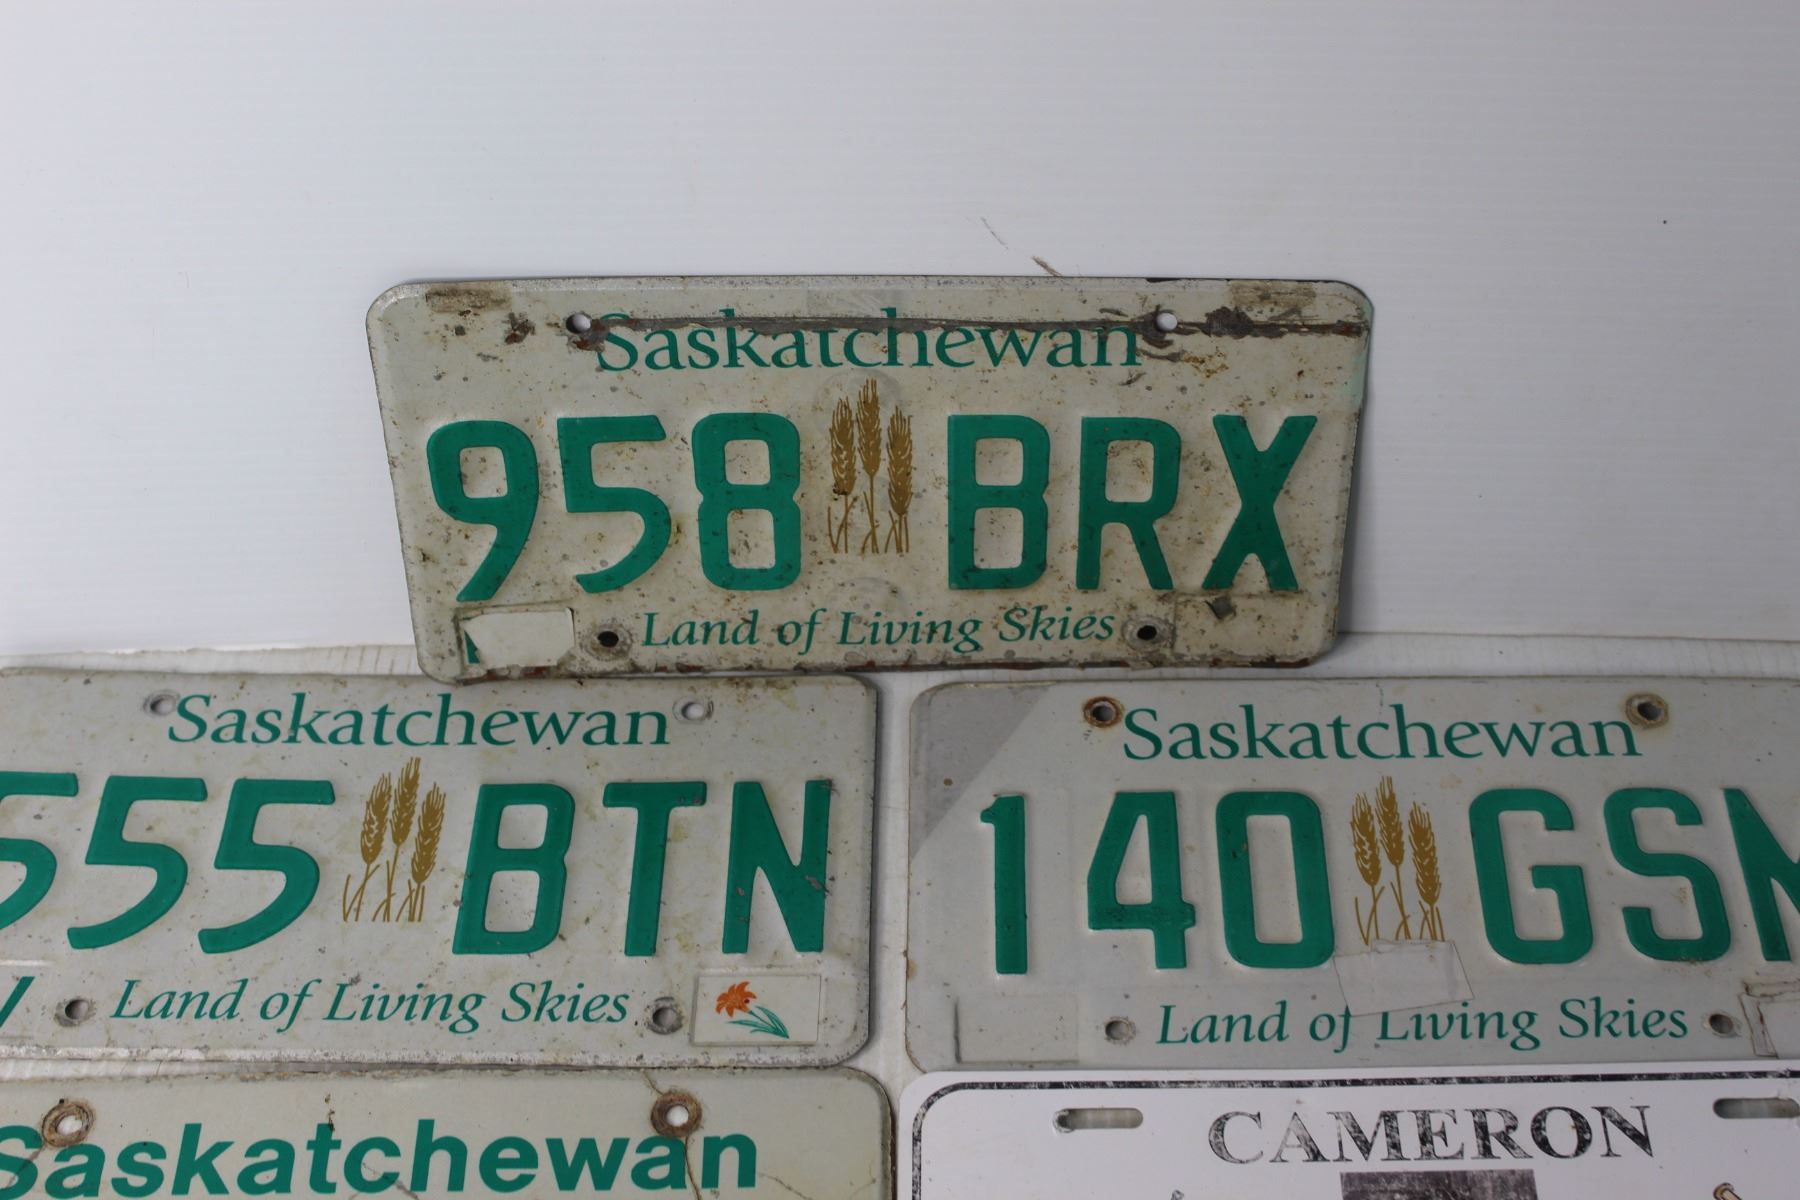 Saskatchewan
958 BRX
Land of Living Skies
Saskatchewan
555 BTN
Land of Living Skies
Saskatchewan
140 GSM
Land of Living Skies
Saskatchewan
CAMERON